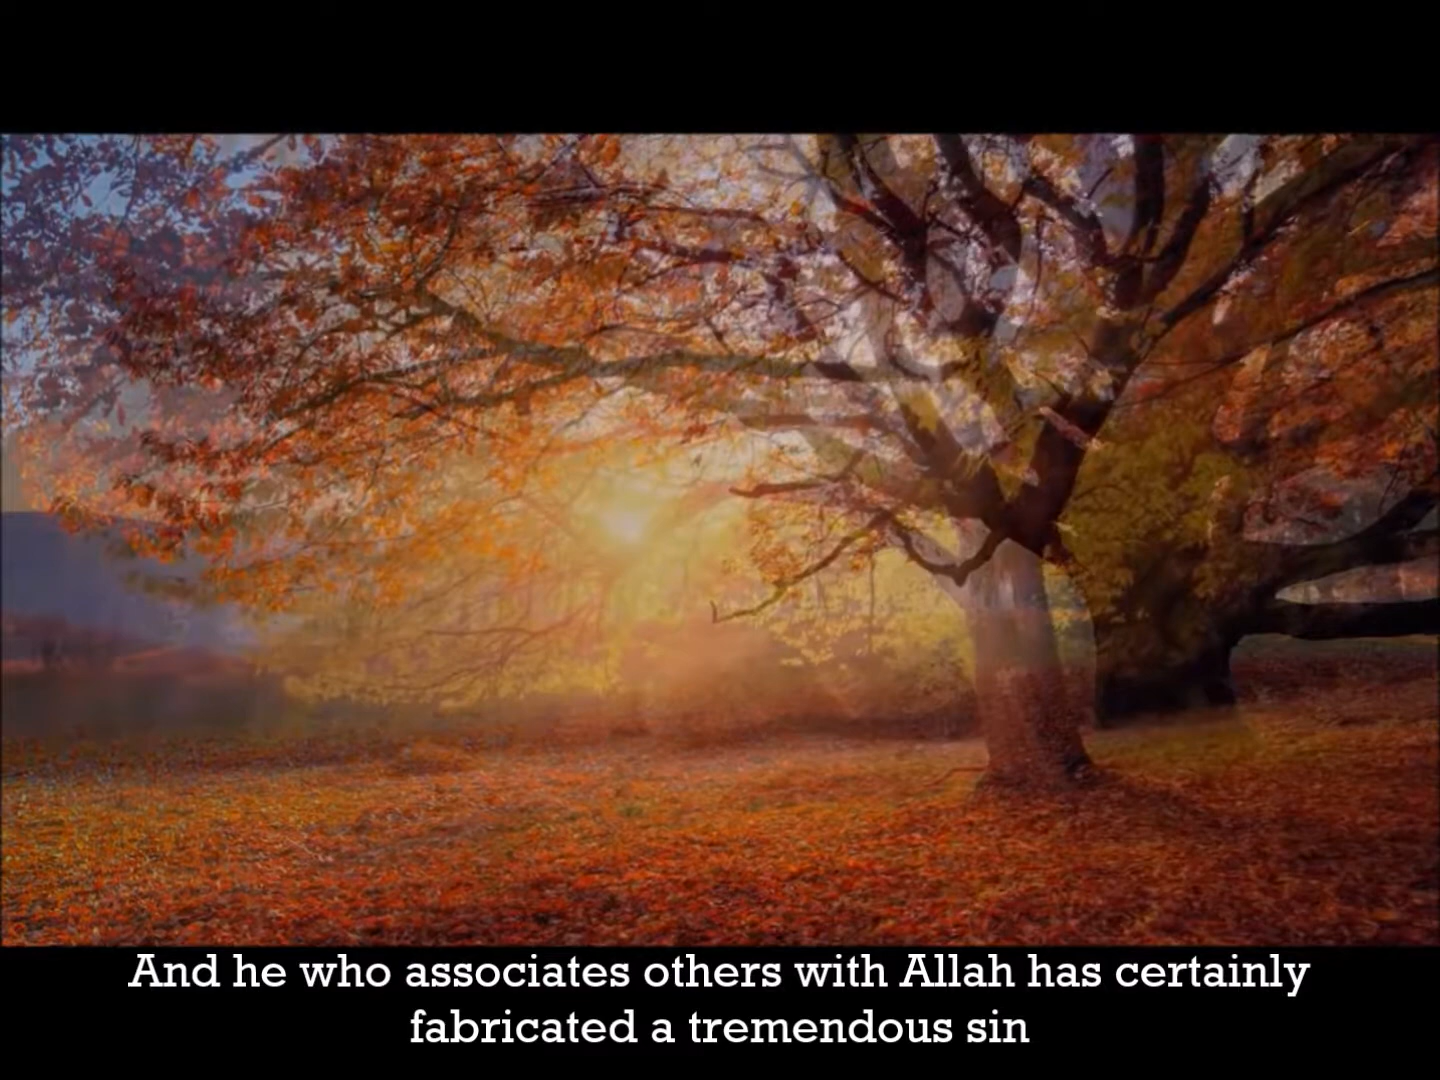 And he who associates others with Allah has certainly
fabricated a tremendous sin